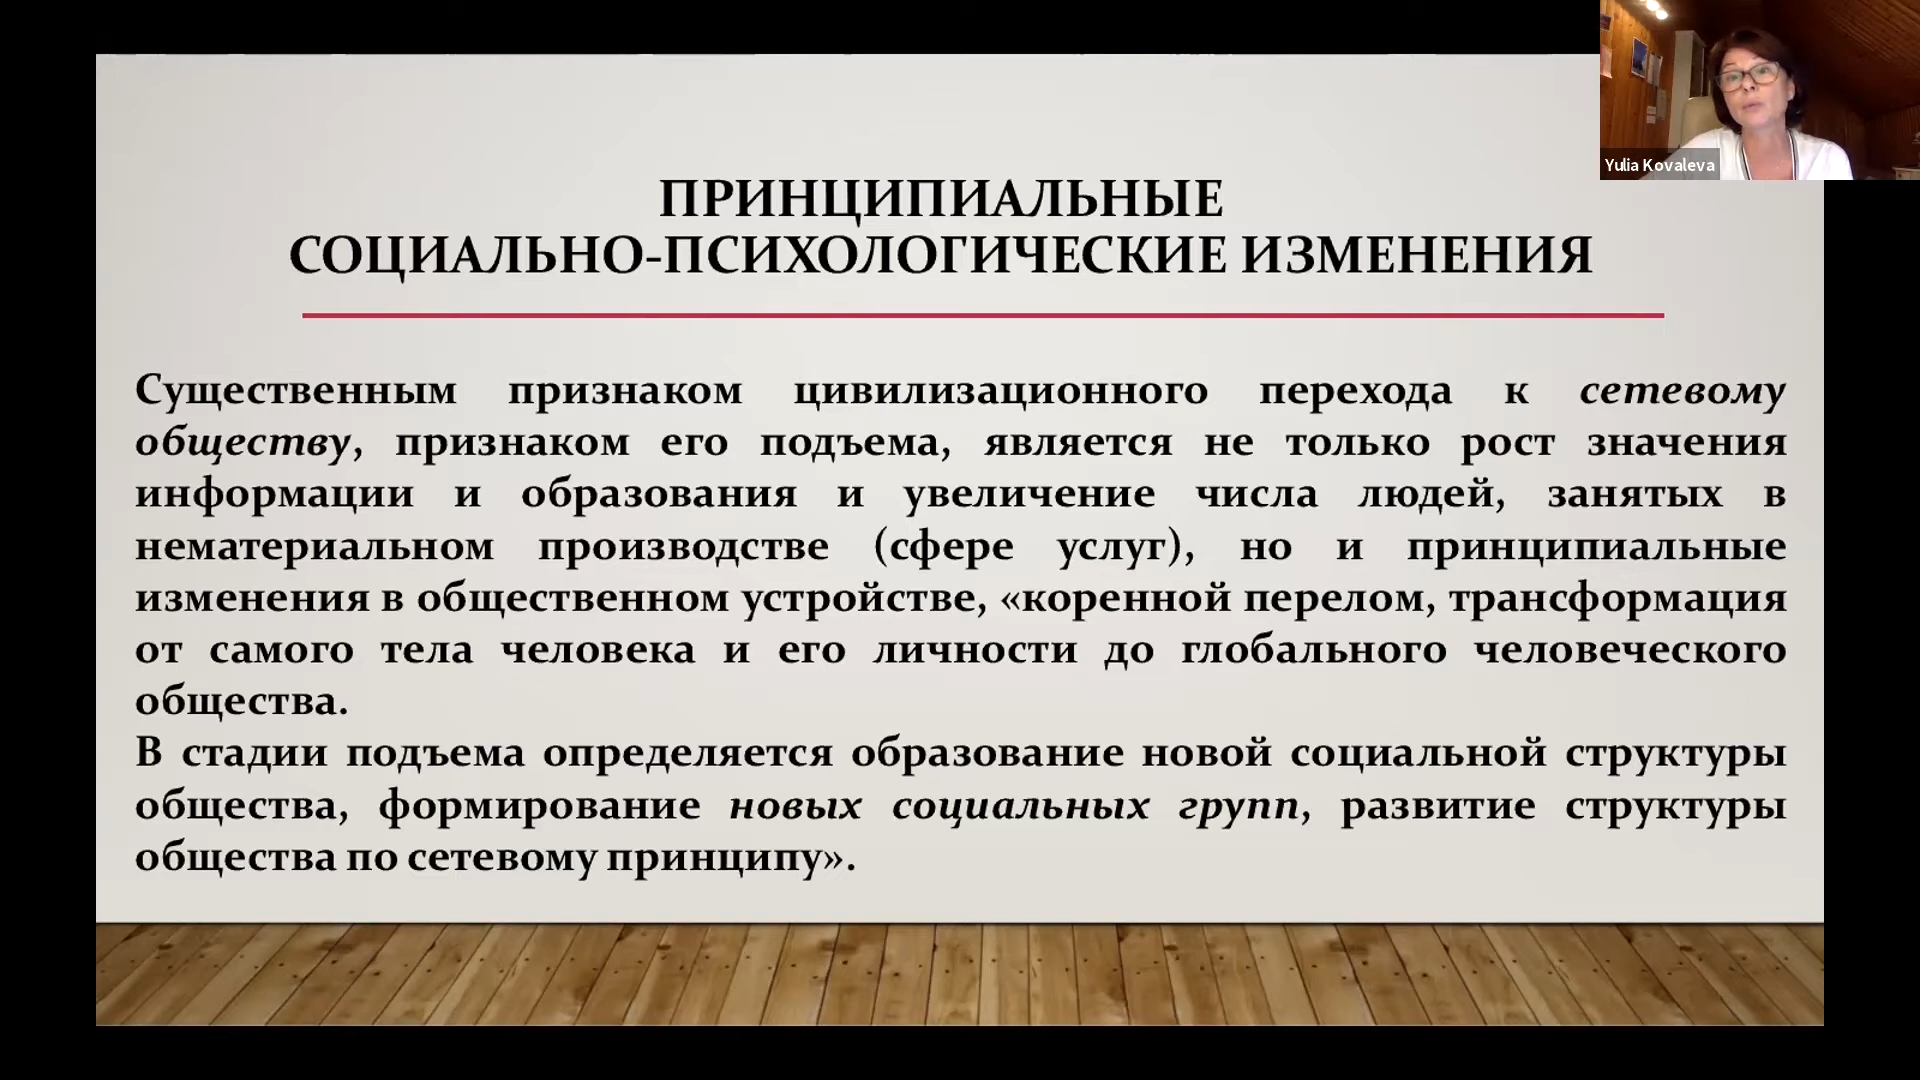 Yulia Kovaleva
ПРИНЦИПИАЛЬНЫЕ
СОЦИАЛЬНО-ПСИХОЛОГИЧЕСКИЕ ИЗМЕНЕНИЯ
Существенным признаком цивилизационного перехода к сетевому
обществу, признаком его подъема, является не только рост значения
информации и образования и увеличение числа людей, занятых в
нематериальном производстве (сфере услуг), но и принципиальные
изменения в общественном устройстве, «коренной перелом, трансформация
от самого тела человека и его личности до глобального человеческого
общества.
В стадии подъема определяется образование новой социальной структуры
общества, формирование новых социальных групп, развитие структуры
общества по сетевому принципу».